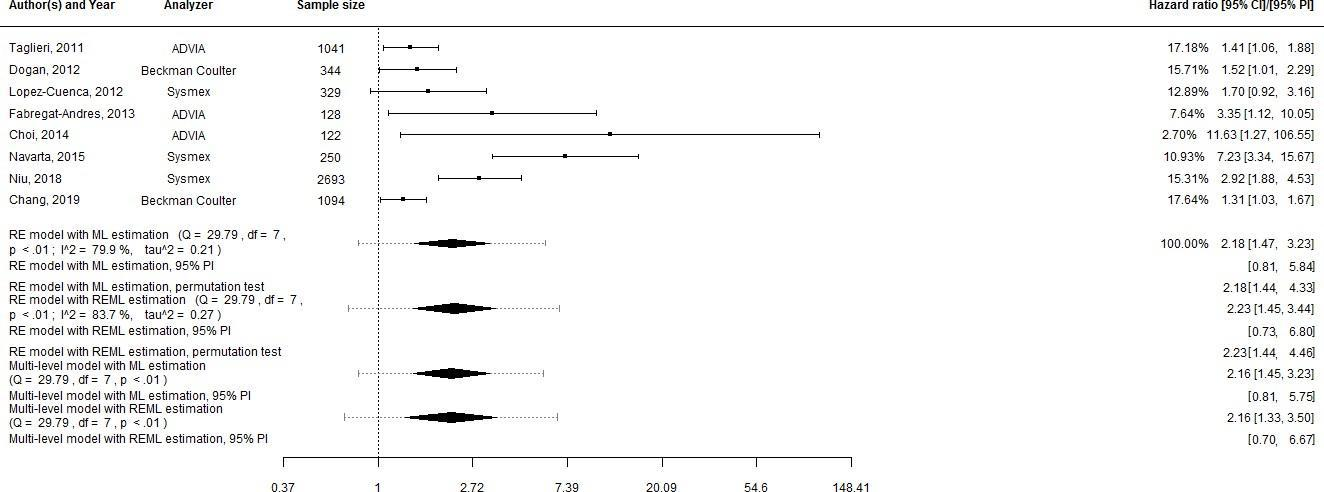 Author(s) and Year Analyzer Sample size Hazard ratio [95% CI]/[95% PI]
Taglieri, 2011 ADVIA 1041 17.18% 1.41 [1.06, 1.88]
Dogan, 2012 Beckman Coulter 344 15.71% 1.52 [1.01, 2.29]
Lopez-Cuenca, 2012 Sysmex 329 12.89% 1.70 [0.92, 3.16]
Fabregat-Andres, 2013 ADVIA 128 7.64% 3.35 [1.12, 10.05]
Choi, 2014 ADVIA 122 2.70% 11.63 [1.27, 106.55]
Navarta, 2015 Sysmex 250 10.93% 7.23 [3.34, 15.67]
Niu, 2018 Sysmex 2693 15.31% 2.92 [1.88, 4.53]
Chang, 2019 Beckman Coulter 1094 17.64% 1.31 [1.03, 1.67]
RE model with ML estimation (Q = 29.79 , df = 7 ,
p < .01 ; I^2 = 79.9 %, tau^2 = 0.21 ) 100.00% 2.18 [1.47, 3.23]
RE model with ML estimation, 95% PI [0.81, 5.84]
RE model with ML estimation, permutation test 2.18[1.44, 4.33]
RE model with REML estimation (Q = 29.79 , df = 7 ,
p < .01 ; I^2 = 83.7 %, tau^2 = 0.27 ) 2.23 [1.45, 3.44]
RE model with REML estimation, 95% PI [0.73, 6.80]
RE model with REML estimation, permutation test 2.23[1.44, 4.46]
Multi-level model with ML estimation
(Q = 29.79 , df = 7 , p < .01 ) 2.16 [1.45, 3.23]
Multi-level model with ML estimation, 95% PI [0.81, 5.75]
Multi-level model with REML estimation
(Q = 29.79 , df = 7 , p < .01 ) 2.16 [1.33, 3.50]
Multi-level model with REML estimation, 95% PI [0.70, 6.67]
0.37 1 2.72 7.39 20.09 54.6 148.41